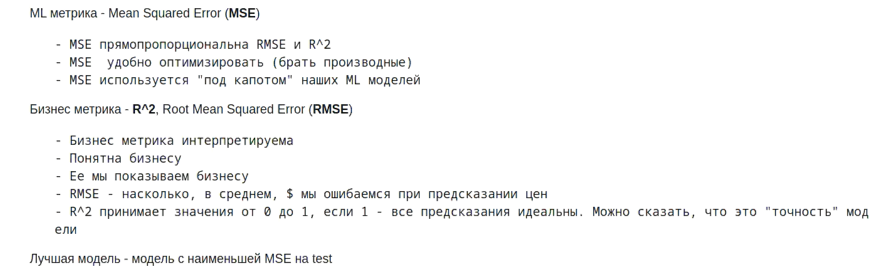 ML метрика - Mean Squared Error (MSE)
- MSE прямопропорциональна RMSE и R^2
- MSE  удобно оптимизировать (брать производные)
- MSE используется "под капотом" наших ML моделей
Бизнес метрика - R^2, Root Mean Squared Error (RMSE)
- Бизнес метрика интерпретируема
- Понятна бизнесу
- Ее мы показываем бизнесу
- RMSE - насколько, в среднем, $ мы ошибаемся при предсказании цен
- R^2 принимает значения от 0 до 1, если 1 - все предсказания идеальны. Можно сказать, что это "точность" мод
ели
Лучшая модель - модель с наименьшей MSE на test